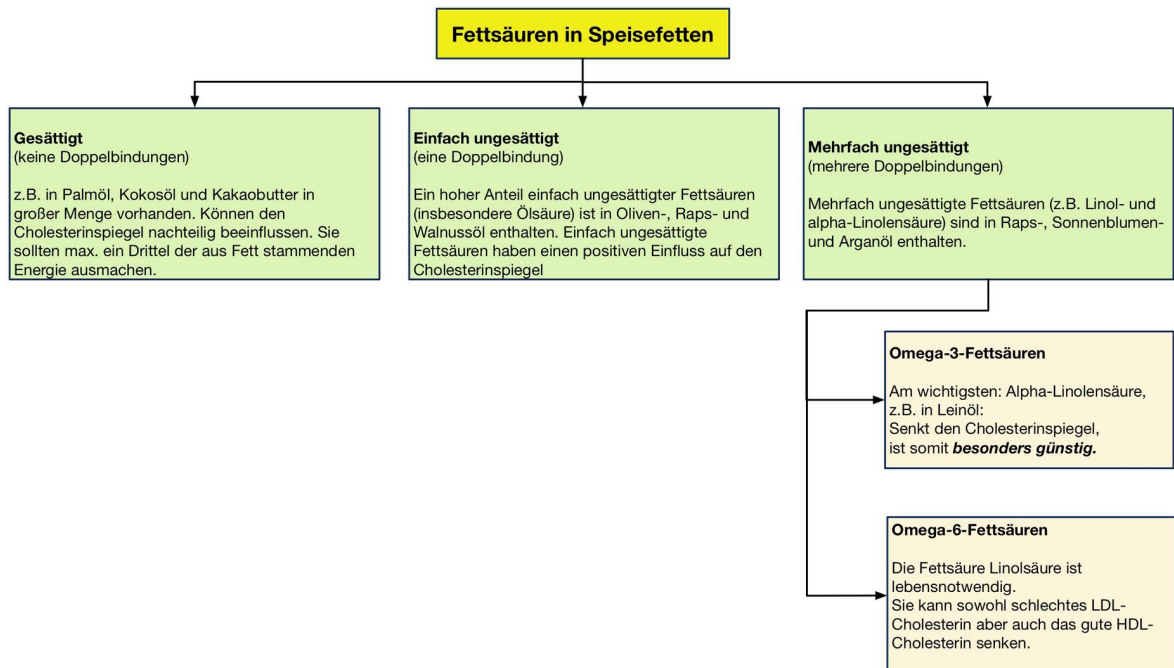 Fettsäuren in Speisefetten
Gesättigt
(keine Doppelbindungen)
z.B. in Palmöl, Kokosöl und Kakaobutter in
großer Menge vorhanden. Können den
Cholesterinspiegel nachteilig beeinflussen. Sie
sollten max. ein Drittel der aus Fett stammenden
Energie ausmachen.
Einfach ungesättigt
(eine Doppelbindung)
Ein hoher Anteil einfach ungesättigter Fettsäuren
(insbesondere Ölsäure) ist in Oliven-, Raps- und
Walnussöl enthalten. Einfach ungesättigte
Fettsäuren haben einen positiven Einfluss auf den
Cholesterinspiegel
Mehrfach ungesättigt
(mehrere Doppelbindungen)
Mehrfach ungesättigte Fettsäuren (z.B. Linol- und
alpha-Linolensäure) sind in Raps-, Sonnenblumen-
und Arganöl enthalten.
Omega-3-Fettsäuren
Am wichtigsten: Alpha-Linolensäure,
z.B. in Leinöl:
Senkt den Cholesterinspiegel,
ist somit besonders günstig.
Omega-6-Fettsäuren
Die Fettsäure Linolsäure ist
lebensnotwendig.
Sie kann sowohl schlechtes LDL-
Cholesterin aber auch das gute HDL-
Cholesterin senken.